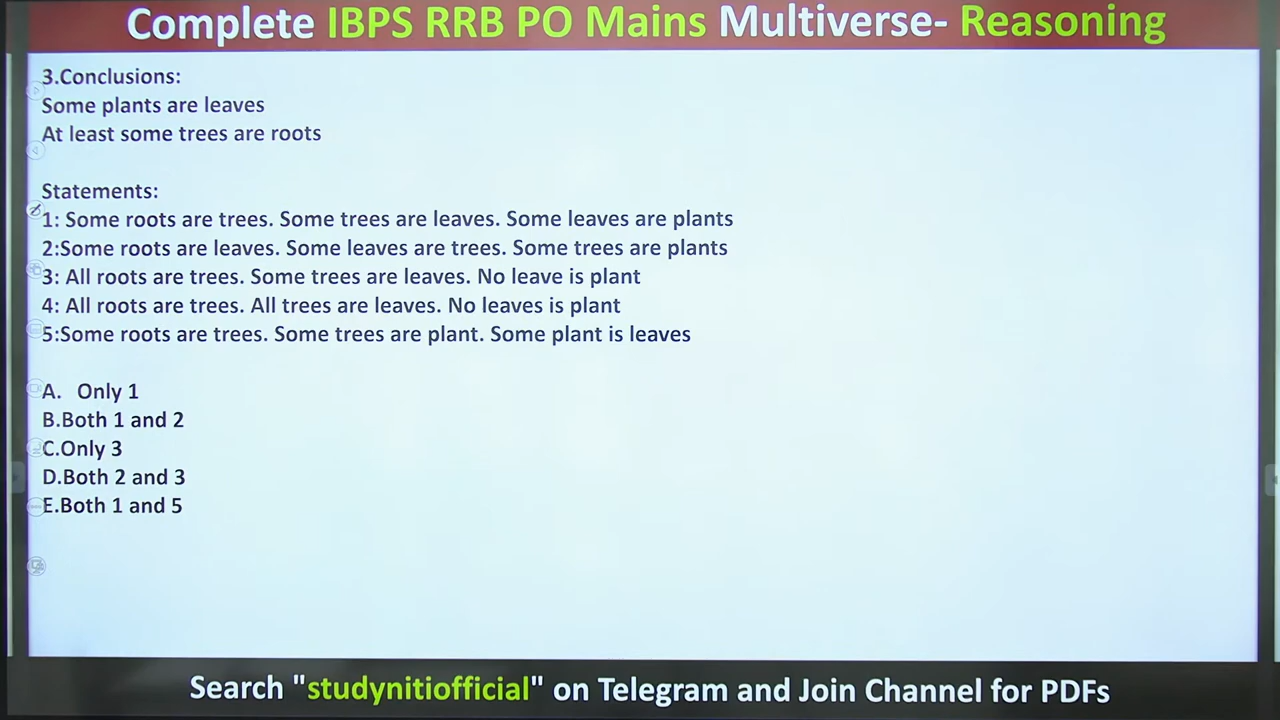 Complete IBPS RRB PO Mains Multiverse- Reasoning
3.Conclusions:
Some plants are leaves
At least some trees are roots
Statements:
1: Some roots are trees. Some trees are leaves. Some leaves are plants
2:Some roots are leaves. Some leaves are trees. Some trees are plants
3: All roots are trees. Some trees are leaves. No leave is plant
4: All roots are trees. All trees are leaves. No leaves is plant
5:Some roots are trees. Some trees are plant. Some plant is leaves
A. Only 1
B.Both 1 and 2
C.Only 3
D.Both 2 and 3
E.Both 1 and 5
Search "studynitiofficial" on Telegram and Join Channel for PDFs